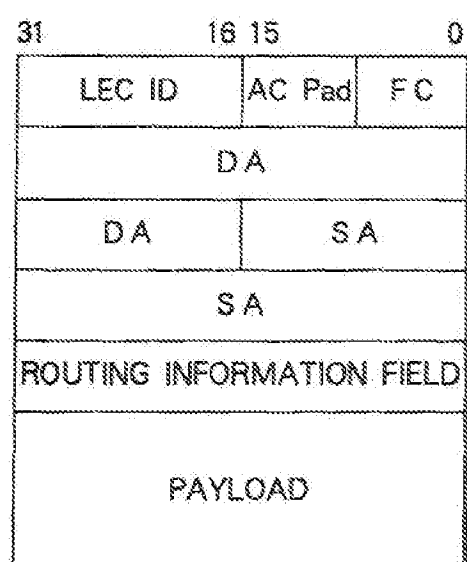 31 16 15 0
LEC ID AC Pad FC
DA
DA SA
SA
ROUTING INFORMATION FIELD
PAYLOAD